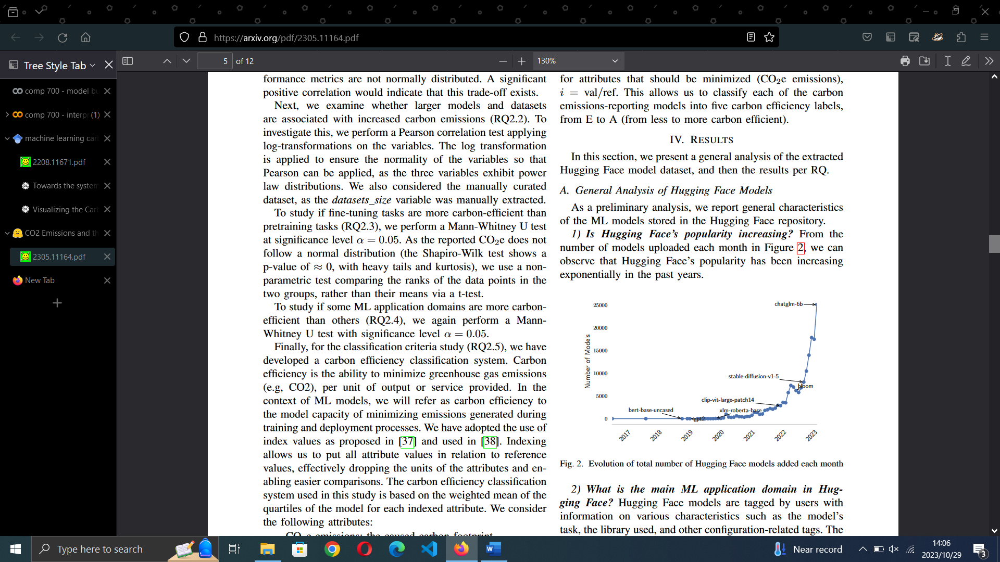 https://arxiv.org/pdf/2305.11164.pdf
Tree Style Tab
5 of 12
130%
comp 700 - model bu
comp 700 - interp (1)
machine learning car
2208.11671.pdf
Towards the system
Visualizing the Carl
CO2 Emissions and th
2305.11164.pdf
New Tab
formance metrics are not normally distributed. A significant
positive correlation would indicate that this trade-off exists.
Next, we examine whether larger models and datasets
are associated with increased carbon emissions (RQ2.2). To
investigate this, we perform a Pearson correlation test applying
log-transformations on the variables. The log transformation
is applied to ensure the normality of the variables so that
Pearson can be applied, as the three variables exhibit power
law distributions. We also considered the manually curated
dataset, as the datasets_size variable was manually extracted.
To study if fine-tuning tasks are more carbon-efficient than
pretraining tasks (RQ2.3), we perform a Mann-Whitney U test
at significance level α = 0.05. As the reported CO₂e does not
follow a normal distribution (the Shapiro-Wilk test shows a
p-value of ≈ 0, with heavy tails and kurtosis), we use a non-
parametric test comparing the ranks of the data points in the
two groups, rather than their means via a t-test.
To study if some ML application domains are more carbon-
efficient than others (RQ2.4), we again perform a Mann-
Whitney U test with significance level α = 0.05.
Finally, for the classification criteria study (RQ2.5), we have
developed a carbon efficiency classification system. Carbon
efficiency is the ability to minimize greenhouse gas emissions
(e.g, CO2), per unit of output or service provided. In the
context of ML models, we will refer as carbon efficiency to
the model capacity of minimizing emissions generated during
training and deployment processes. We have adopted the use of
index values as proposed in [37] and used in [38]. Indexing
allows us to put all attribute values in relation to reference
values, effectively dropping the units of the attributes and en-
abling easier comparisons. The carbon efficiency classification
system used in this study is based on the weighted mean of the
quartiles of the model for each indexed attribute. We consider
the following attributes:
CO₂e emissions: the caused carbon footprint
for attributes that should be minimized (CO₂e emissions),
i = val/ref. This allows us to classify each of the carbon
emissions-reporting models into five carbon efficiency labels,
from E to A (from less to more carbon efficient).
IV. RESULTS
In this section, we present a general analysis of the extracted
Hugging Face model dataset, and then the results per RQ.
A. General Analysis of Hugging Face Models
As a preliminary analysis, we report general characteristics
of the ML models stored in the Hugging Face repository.
1) Is Hugging Face's popularity increasing? From the
number of models uploaded each month in Figure 2, we can
observe that Hugging Face's popularity has been increasing
exponentially in the past years.
Number of Models
25000
20000
15000
10000
5000
0
chatglm-6b
stable-diffusion-v1-5
bloom
clip-vit-large-patch14
bert-base-uncased
xlm-roberta-base
gpt2
2017
2018
2019
2020
2021
2022
2023
Fig. 2. Evolution of total number of Hugging Face models added each month
2) What is the main ML application domain in Hug-
ging Face? Hugging Face models are tagged by users with
information on various characteristics such as the model's
task, the library used, and other configuration-related tags. The
Type here to search
Near record
14:06
2023/10/29
3